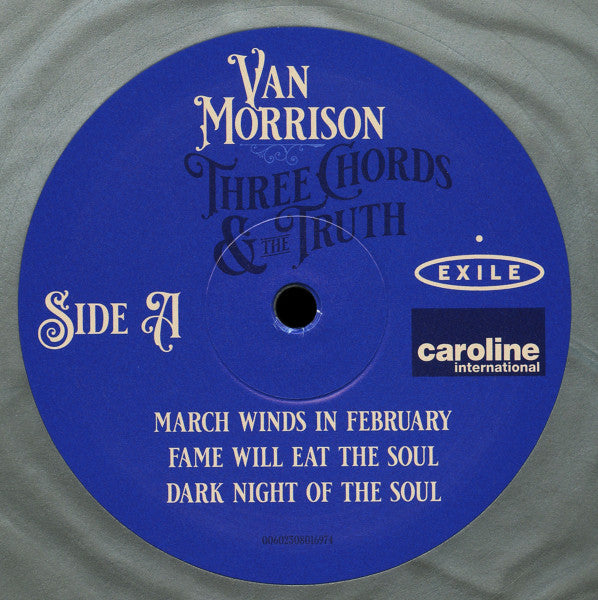 VAN
MORRISON
THREE CHORDS
& THE TRUTH
EXILE
SIDE A
caroline
international
MARCH WINDS IN FEBRUARY
FAME WILL EAT THE SOUL
DARK NIGHT OF THE SOUL
00602508016974